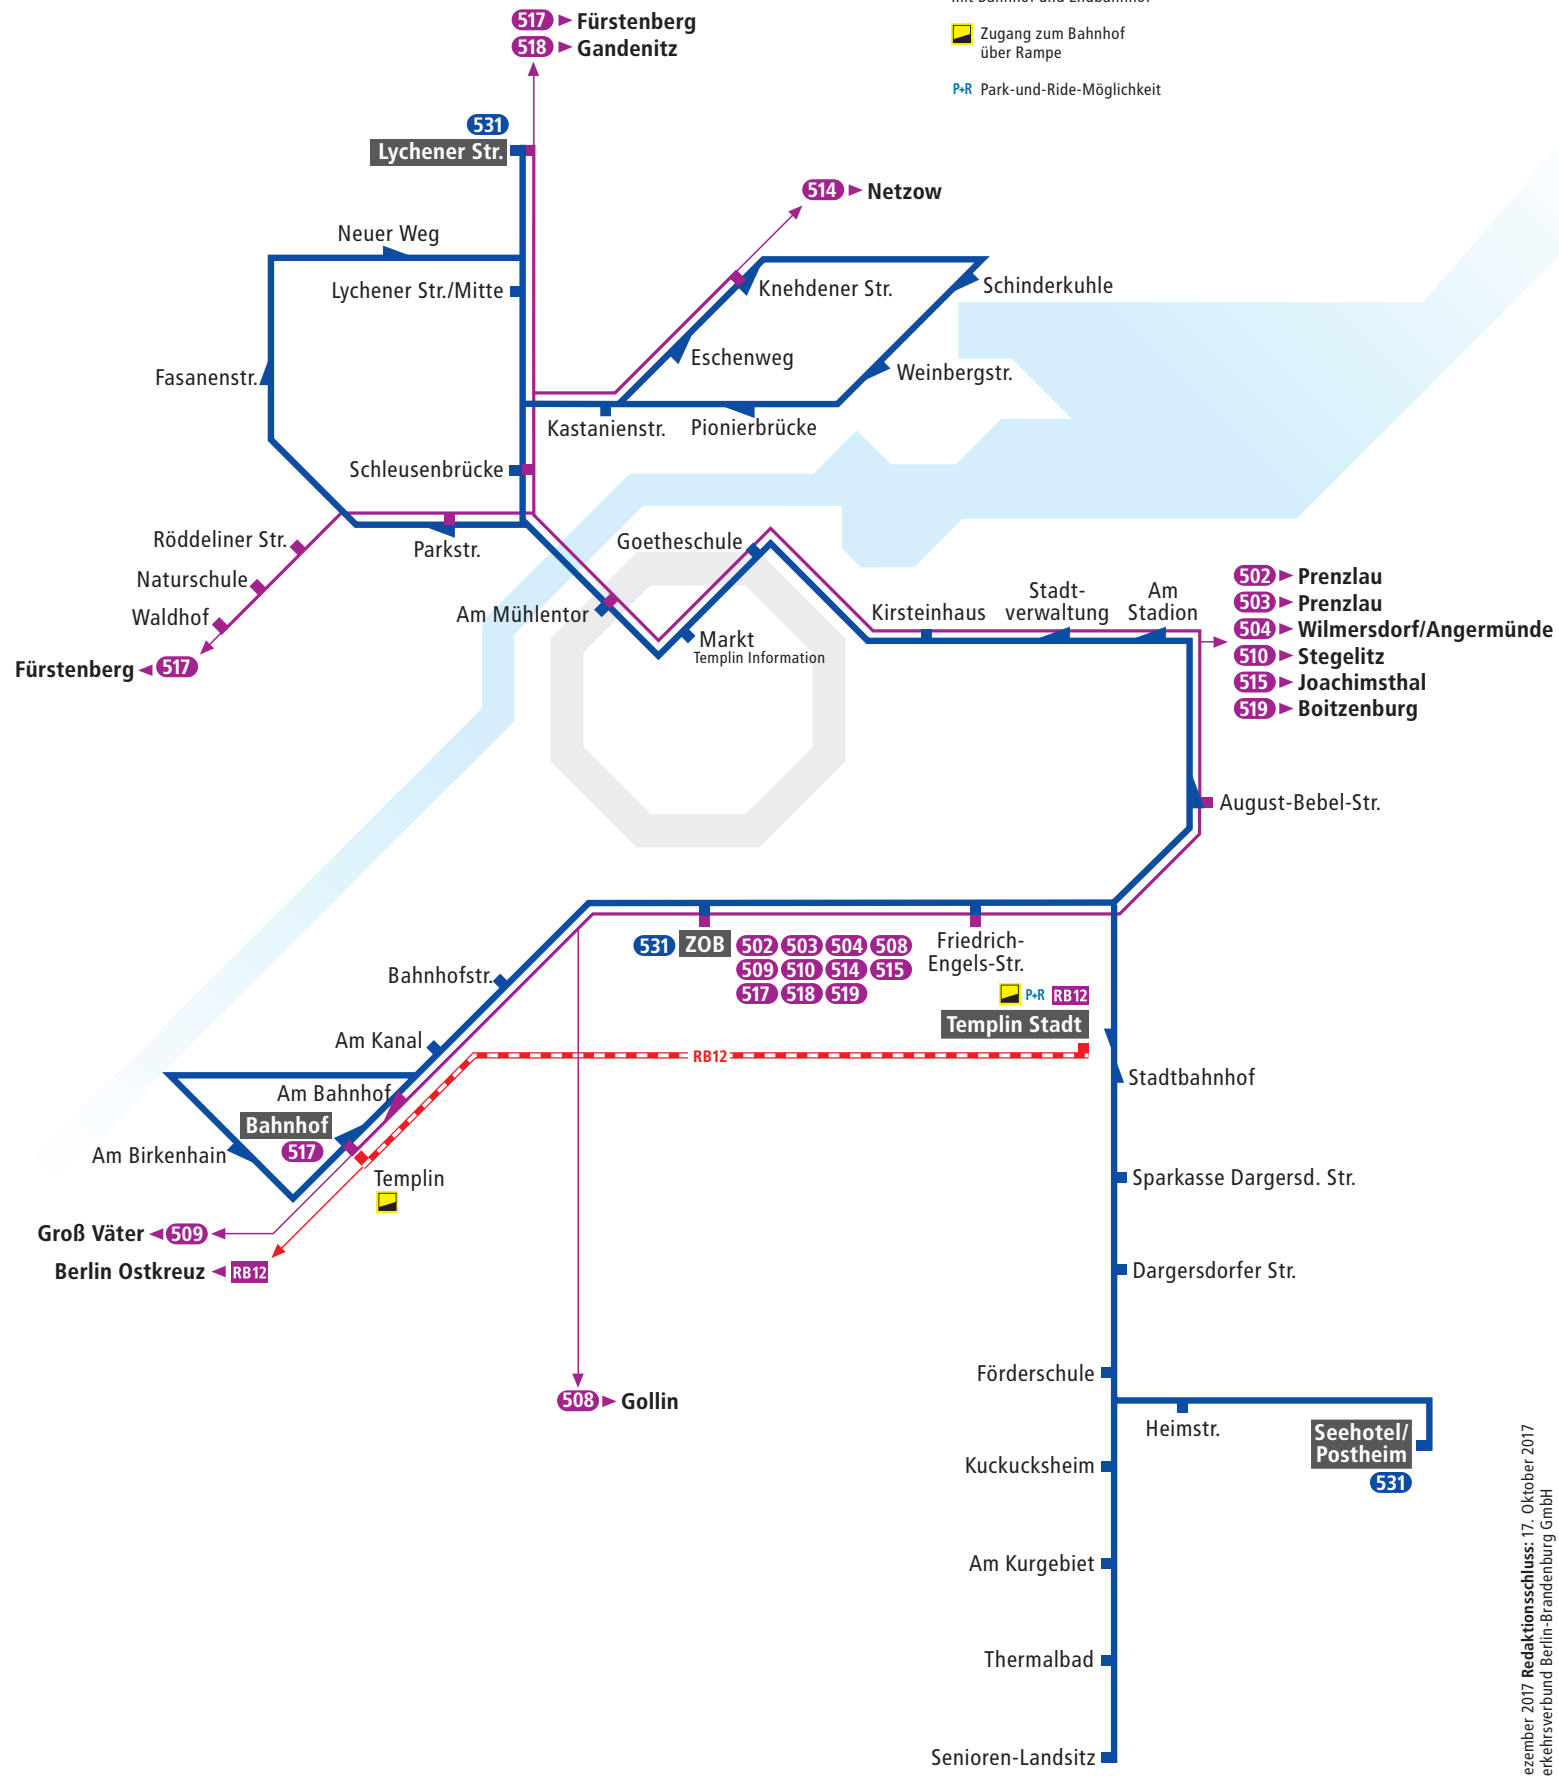 517 Fürstenberg
518 Gandenitz
Zugang zum Bahnhof
über Rampe
P+R Park-und-Ride-Möglichkeit
531
Lychener Str.
514 Netzow
Neuer Weg
Lychener Str./Mitte
Knehdener Str.
Schinderkuhle
Eschenweg
Weinbergstr.
Fasanenstr.
Kastanienstr.
Pionierbrücke
Schleusenbrücke
Röddeliner Str.
Parkstr.
Goetheschule
Naturschule
Waldhof
Am Mühlentor
Markt
Templin Information
Kirsteinhaus
Stadt-
verwaltung
Am
Stadion
502 Prenzlau
503 Prenzlau
504 Wilmersdorf/Angermünde
510 Stegelitz
515 Joachimsthal
519 Boitzenburg
Fürstenberg 517
August-Bebel-Str.
531 ZOB 502 503 504 508
509 510 514 515
517 518 519
Friedrich-
Engels-Str.
P+R RB12
Templin Stadt
Bahnhofstr.
Am Kanal
RB12
Am Bahnhof
Bahnhof
517
Stadtbahnhof
Am Birkenhain
Templin
Sparkasse Dargersd. Str.
Groß Väter 509
Berlin Ostkreuz RB12
Dargersdorfer Str.
Förderschule
508 Gollin
Heimstr.
Seehotel/
Postheim
531
Kuckucksheim
Am Kurgebiet
Thermalbad
Senioren-Landsitz
ezember 2017 Redaktionsschluss: 17. Oktober 2017
erkehrsverbund Berlin-Brandenburg GmbH